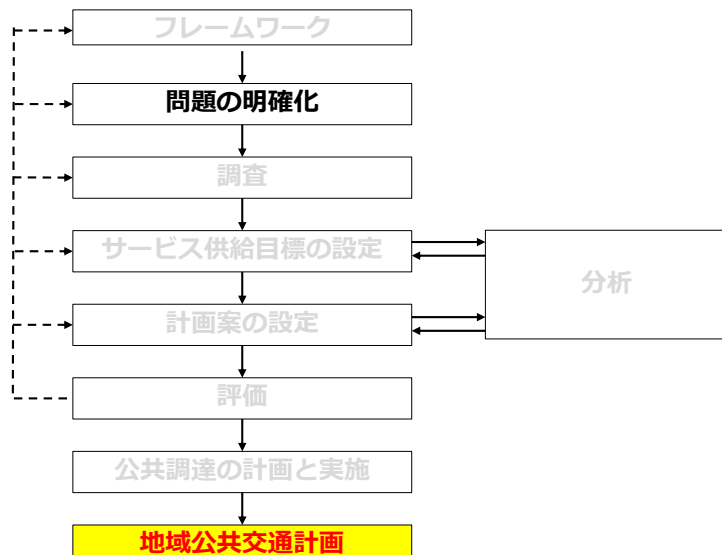 フレームワーク
問題の明確化
調査
サービス供給目標の設定
分析
計画案の設定
評価
公共調達の計画と実施
地域公共交通計画